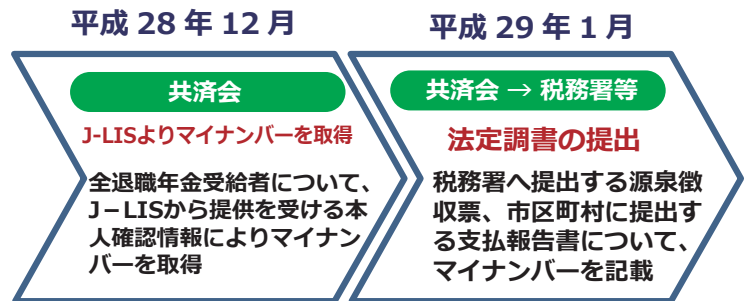 平成 28 年 12 月
共済会
J-LISよりマイナンバーを取得
全退職年金受給者について、
J－LISから提供を受ける本
人確認情報によりマイナン
バーを取得
平成 29 年 1 月
共済会 → 税務署等
法定調書の提出
税務署へ提出する源泉徴
収票、市区町村に提出す
る支払報告書について、
マイナンバーを記載